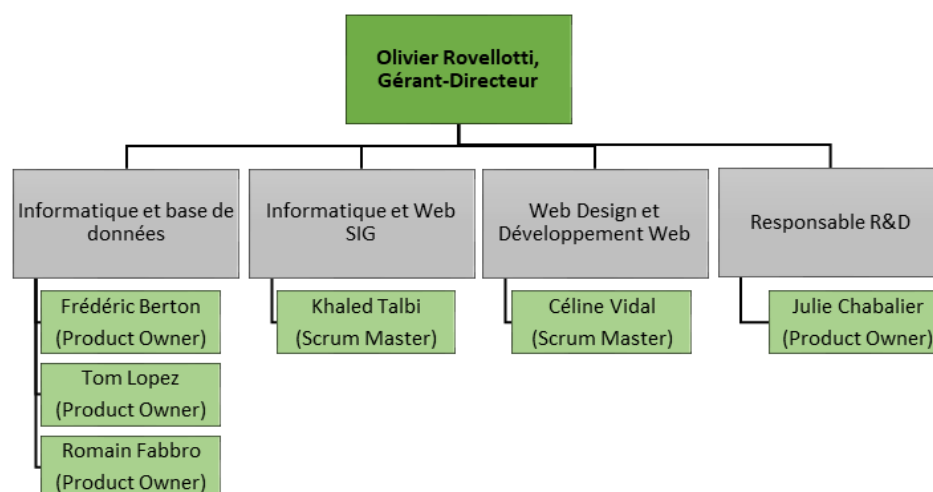 Olivier Rovellotti,
Gérant-Directeur
Informatique et base de
données
Informatique et Web
SIG
Web Design et
Développement Web
Responsable R&D
Frédéric Berton
(Product Owner)
Tom Lopez
(Product Owner)
Romain Fabbro
(Product Owner)
Khaled Talbi
(Scrum Master)
Céline Vidal
(Scrum Master)
Julie Chabalier
(Product Owner)